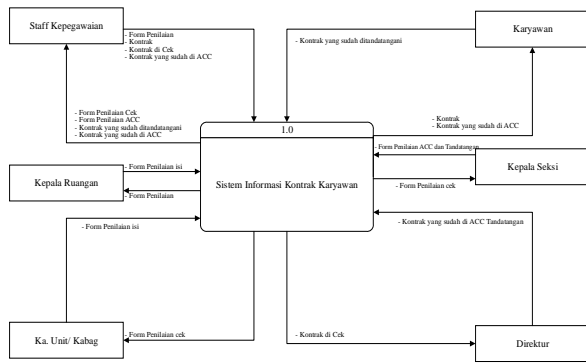 Staff Kepegawaian
- Form Penilaian
- Kontrak
- Kontrak di Cek
- Kontrak yang sudah di ACC
- Kontrak yang sudah ditandatangani
Karyawan
- Form Penilaian Cek
- Form Penilaian ACC
- Kontrak yang sudah ditandatangani
- Kontrak yang sudah di ACC
- Kontrak
- Kontrak yang sudah di ACC
1.0
Sistem Informasi Kontrak Karyawan
- Form Penilaian ACC dan Tandatangan
Kepala Ruangan
- Form Penilaian isi
- Form Penilaian
Kepala Seksi
- Form Penilaian cek
- Form Penilaian isi
- Kontrak yang sudah di ACC Tandatangan
Ka. Unit/ Kabag
- Form Penilaian cek
- Kontrak di Cek
Direktur